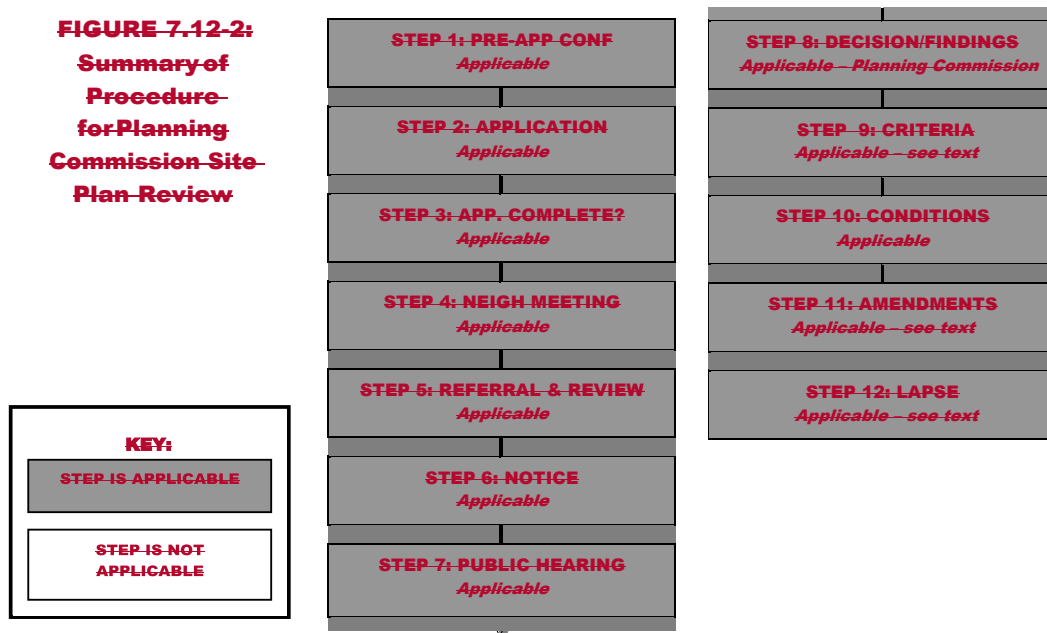 FIGURE 7.12-2:
Summary of
Procedure
for Planning
Commission Site
Plan Review
STEP 1: PRE-APP CONF
Applicable
STEP 2: APPLICATION
Applicable
STEP 3: APP. COMPLETE?
Applicable
STEP 4: NEIGH MEETING
Applicable
STEP 5: REFERRAL & REVIEW
Applicable
STEP 6: NOTICE
Applicable
STEP 7: PUBLIC HEARING
Applicable
STEP 8: DECISION/FINDINGS
Applicable – Planning Commission
STEP 9: CRITERIA
Applicable – see text
STEP 10: CONDITIONS
Applicable
STEP 11: AMENDMENTS
Applicable – see text
STEP 12: LAPSE
Applicable – see text
KEY:
STEP IS APPLICABLE
STEP IS NOT
APPLICABLE